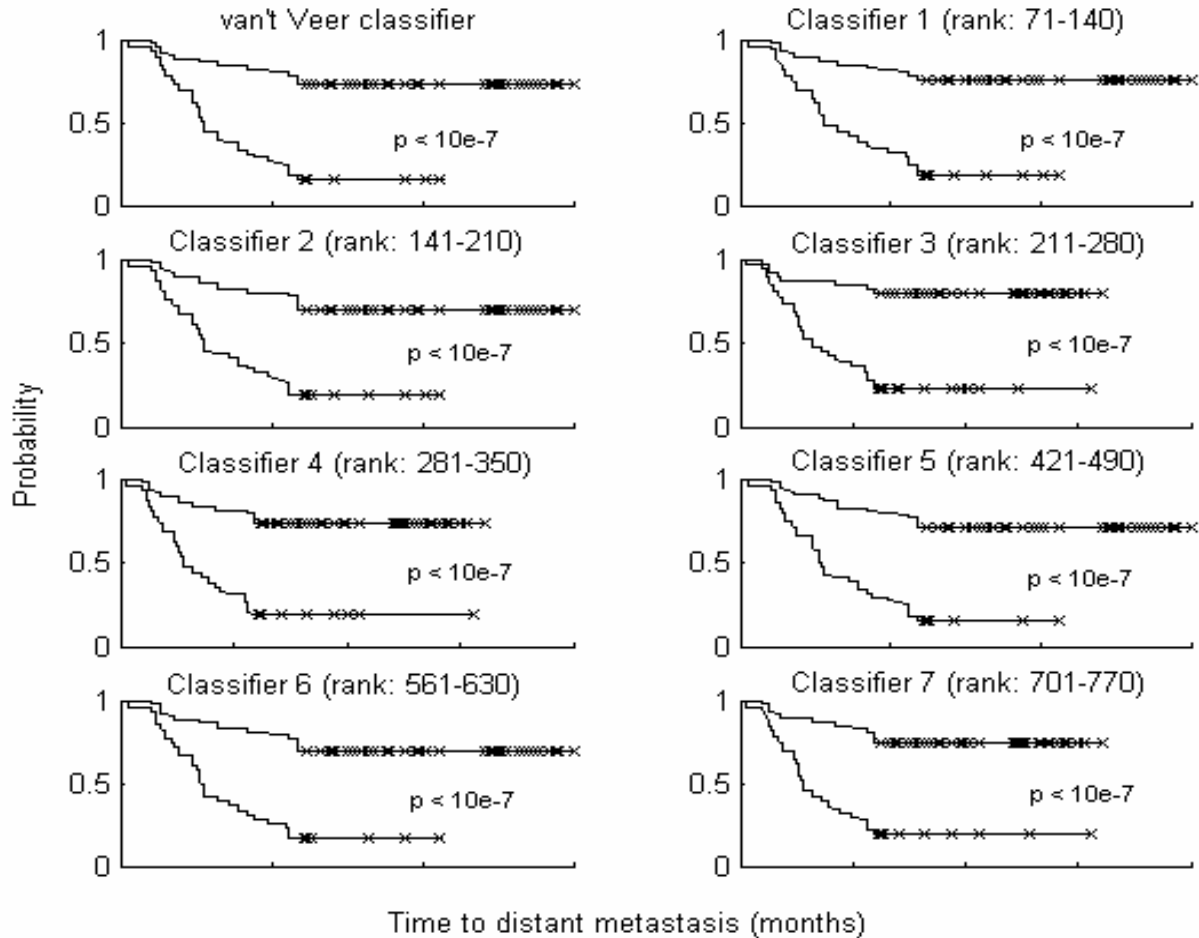 van't Veer classifier
1
0.5
0
p < 10e-7
Classifier 1 (rank: 71-140)
1
0.5
0
p < 10e-7
Classifier 2 (rank: 141-210)
1
0.5
0
p < 10e-7
Classifier 3 (rank: 211-280)
1
0.5
0
p < 10e-7
Probability
Classifier 4 (rank: 281-350)
1
0.5
0
p < 10e-7
Classifier 5 (rank: 421-490)
1
0.5
0
p < 10e-7
Classifier 6 (rank: 561-630)
1
0.5
0
p < 10e-7
Classifier 7 (rank: 701-770)
1
0.5
0
p < 10e-7
Time to distant metastasis (months)